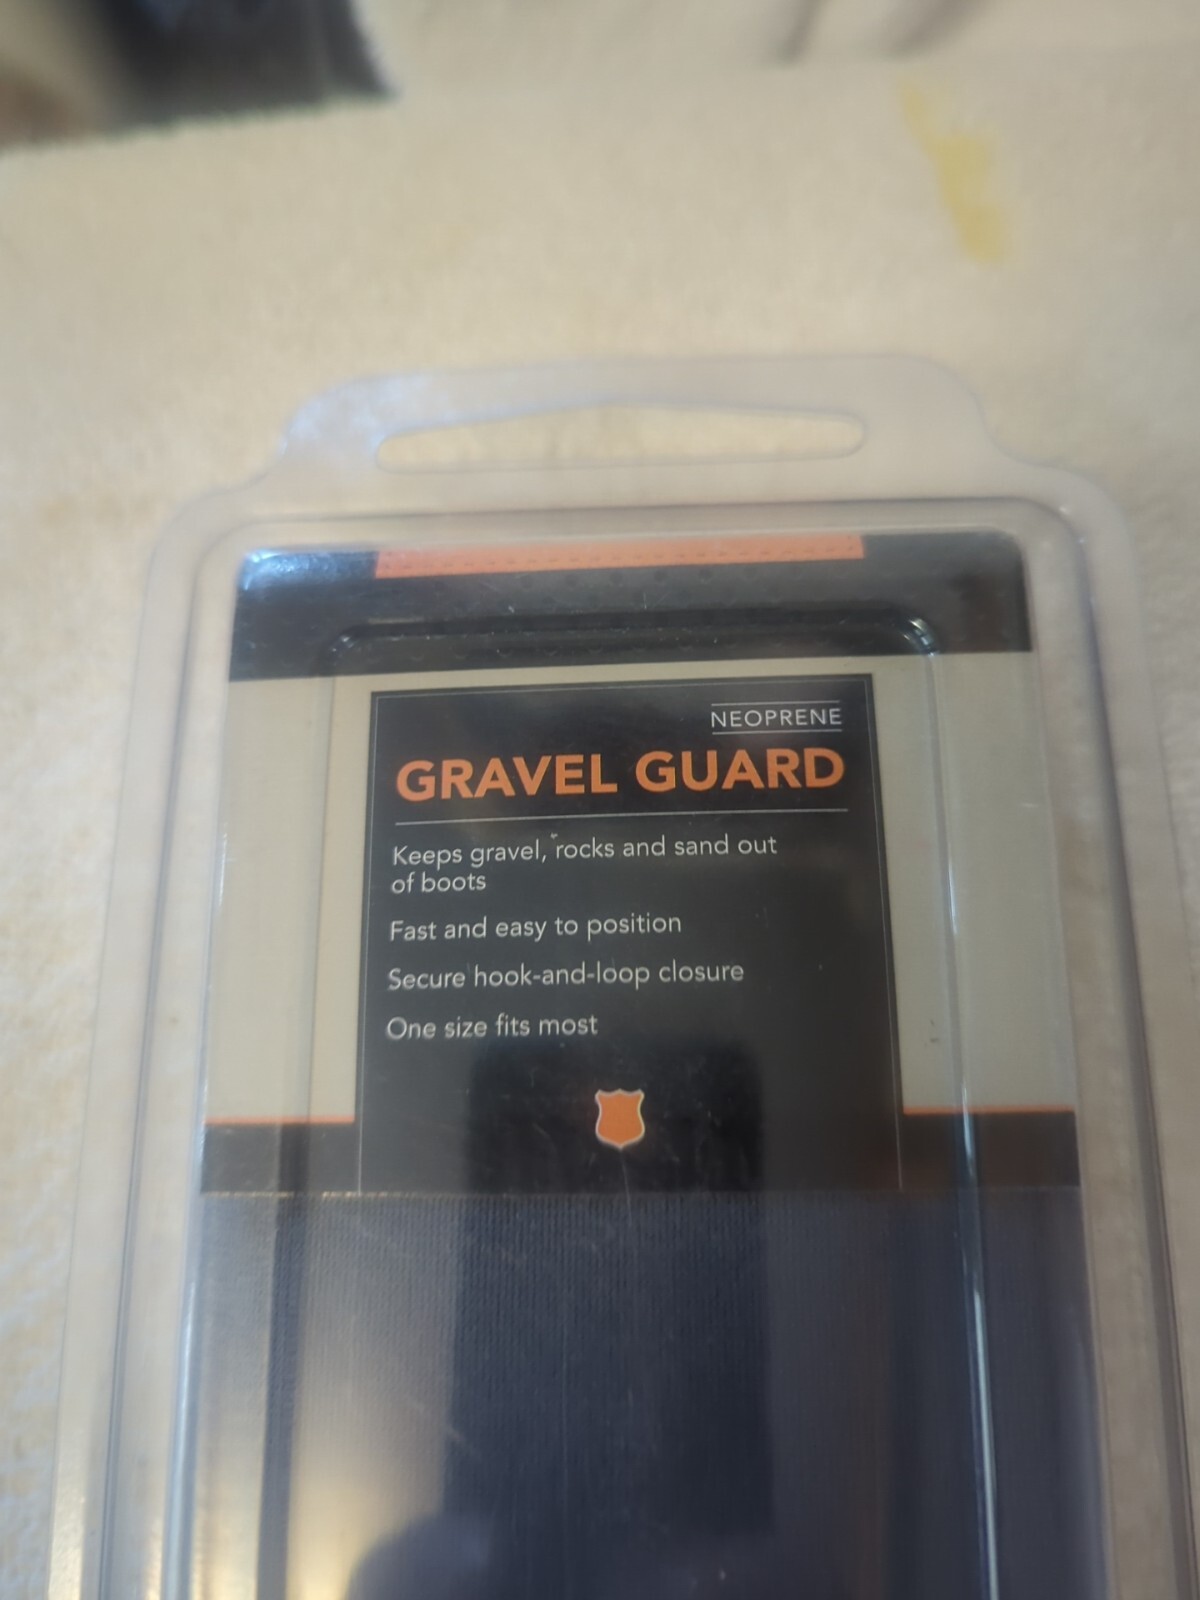 NEOPRENE
GRAVEL GUARD
Keeps gravel, rocks and sand out
of boots
Fast and easy to position
Secure hook-and-loop closure
One size fits most